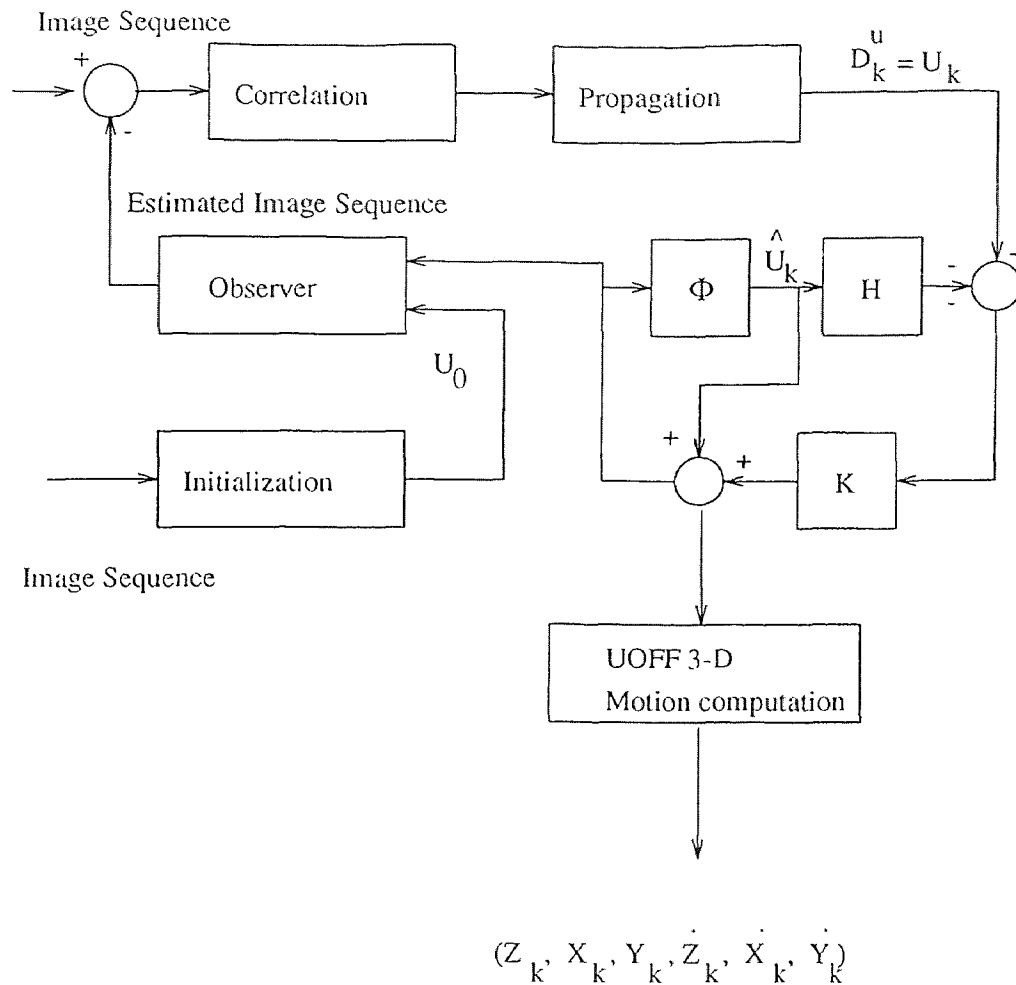 Image Sequence
+
-
Correlation
Propagation
D_k^u = U_k
Estimated Image Sequence
Observer
Φ
Û_k
H
-
-
-
U_0
+
+
K
Initialization
Image Sequence
UOFF 3-D
Motion computation
(Z_k, X_k, Y_k, Ż_k, Ẋ_k, Ẏ_k)